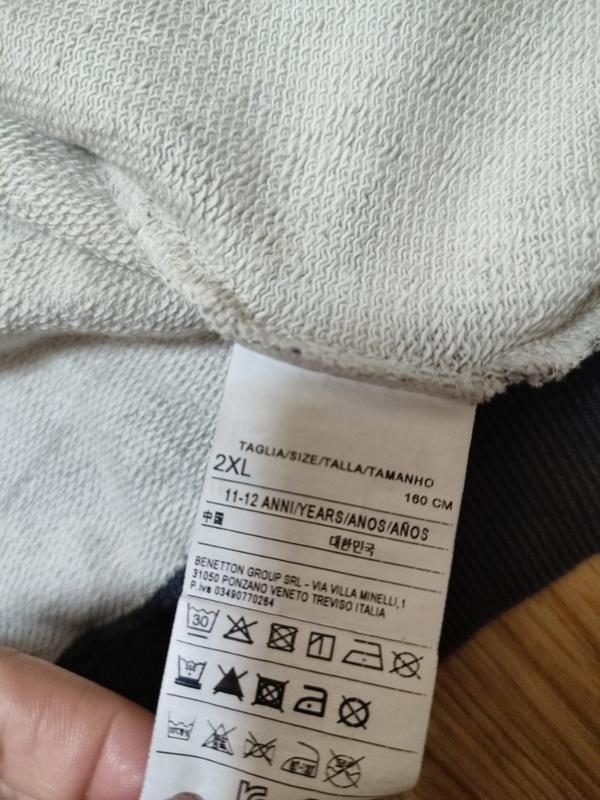 TAGLIA/SIZE/TALLA/TAMANHO
2XL
160 CM
11-12 ANNI/YEARS/ANOS/AÑOS
中国
대한민국
BENETTON GROUP SRL - VIA VILLA MINELLI,1
31050 PONZANO VENETO TREVISO ITALIA
P.iva 03490770264
30